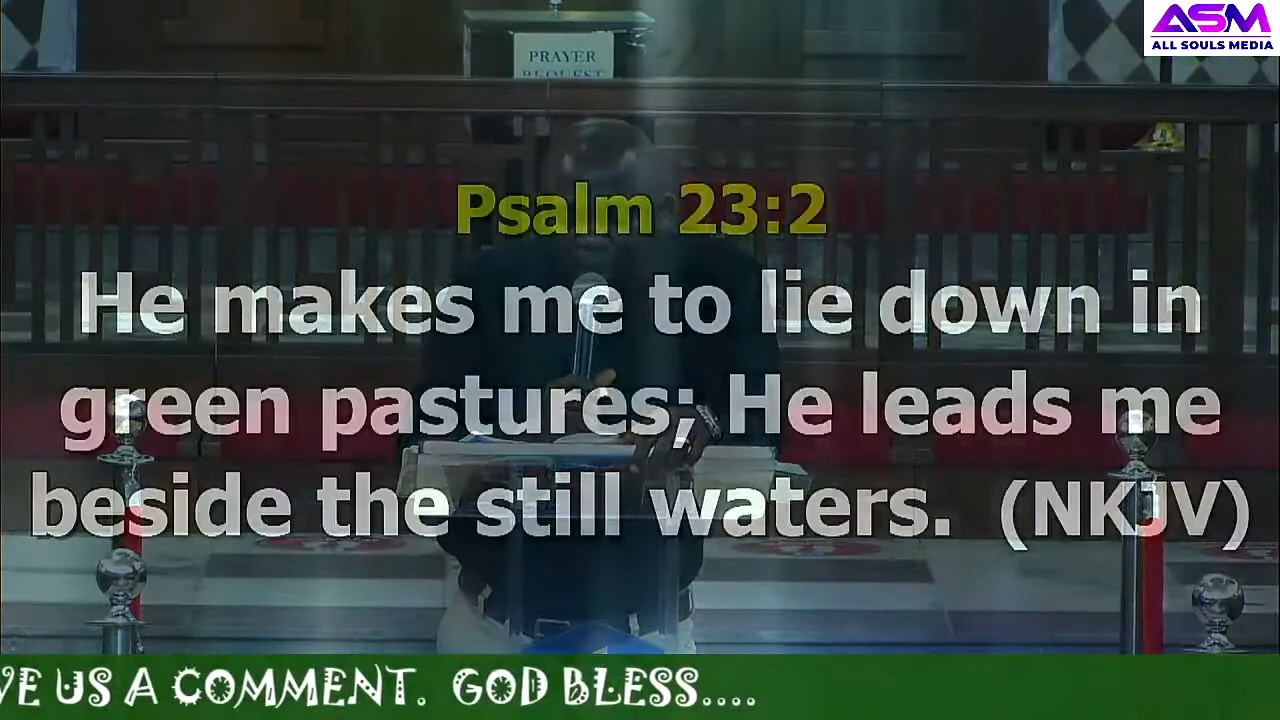 ASM
ALL SOULS MEDIA
PRAYER
REQUEST
Psalm 23:2
He makes me to lie down in
green pastures; He leads me
beside the still waters. (NKJV)
US A COMMENT. GOD BLESS....